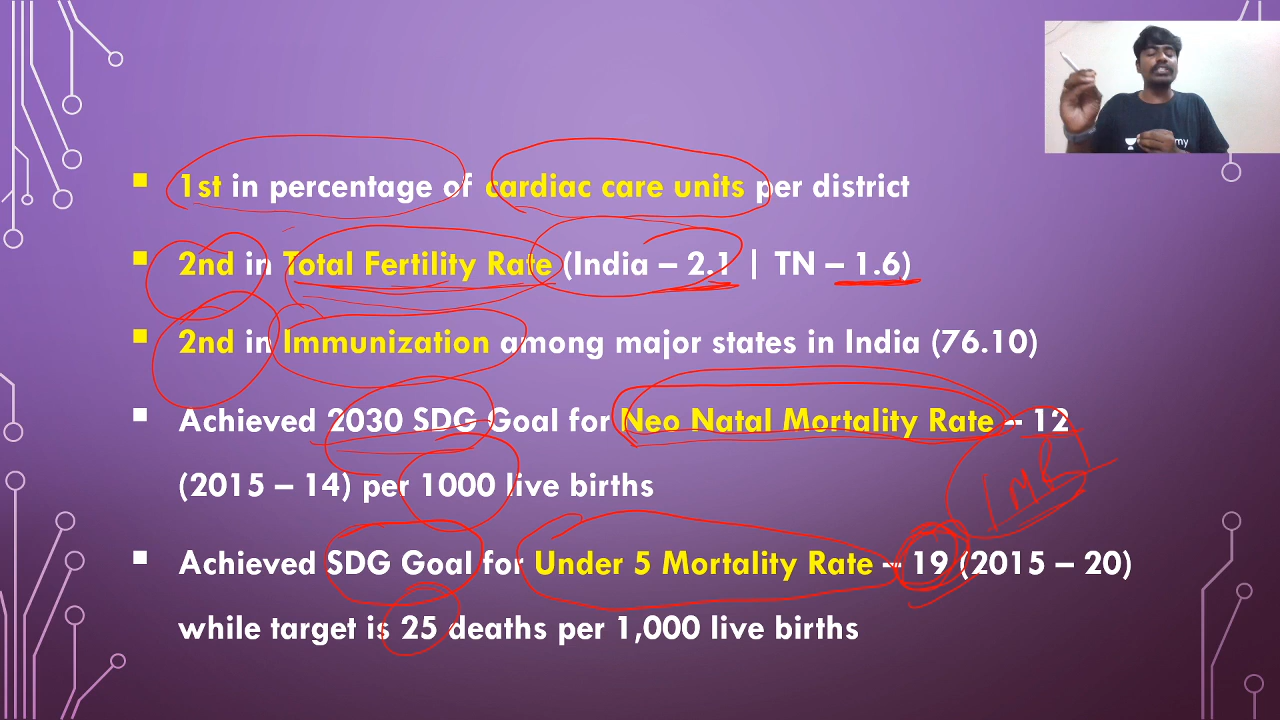 1st in percentage of cardiac care units per district
2nd in Total Fertility Rate (India – 2.1 | TN – 1.6)
2nd in Immunization among major states in India (76.10)
Achieved 2030 SDG Goal for Neo Natal Mortality Rate – 12
(2015 – 14) per 1000 live births
IMR
Achieved SDG Goal for Under 5 Mortality Rate – 19 (2015 – 20)
while target is 25 deaths per 1,000 live births